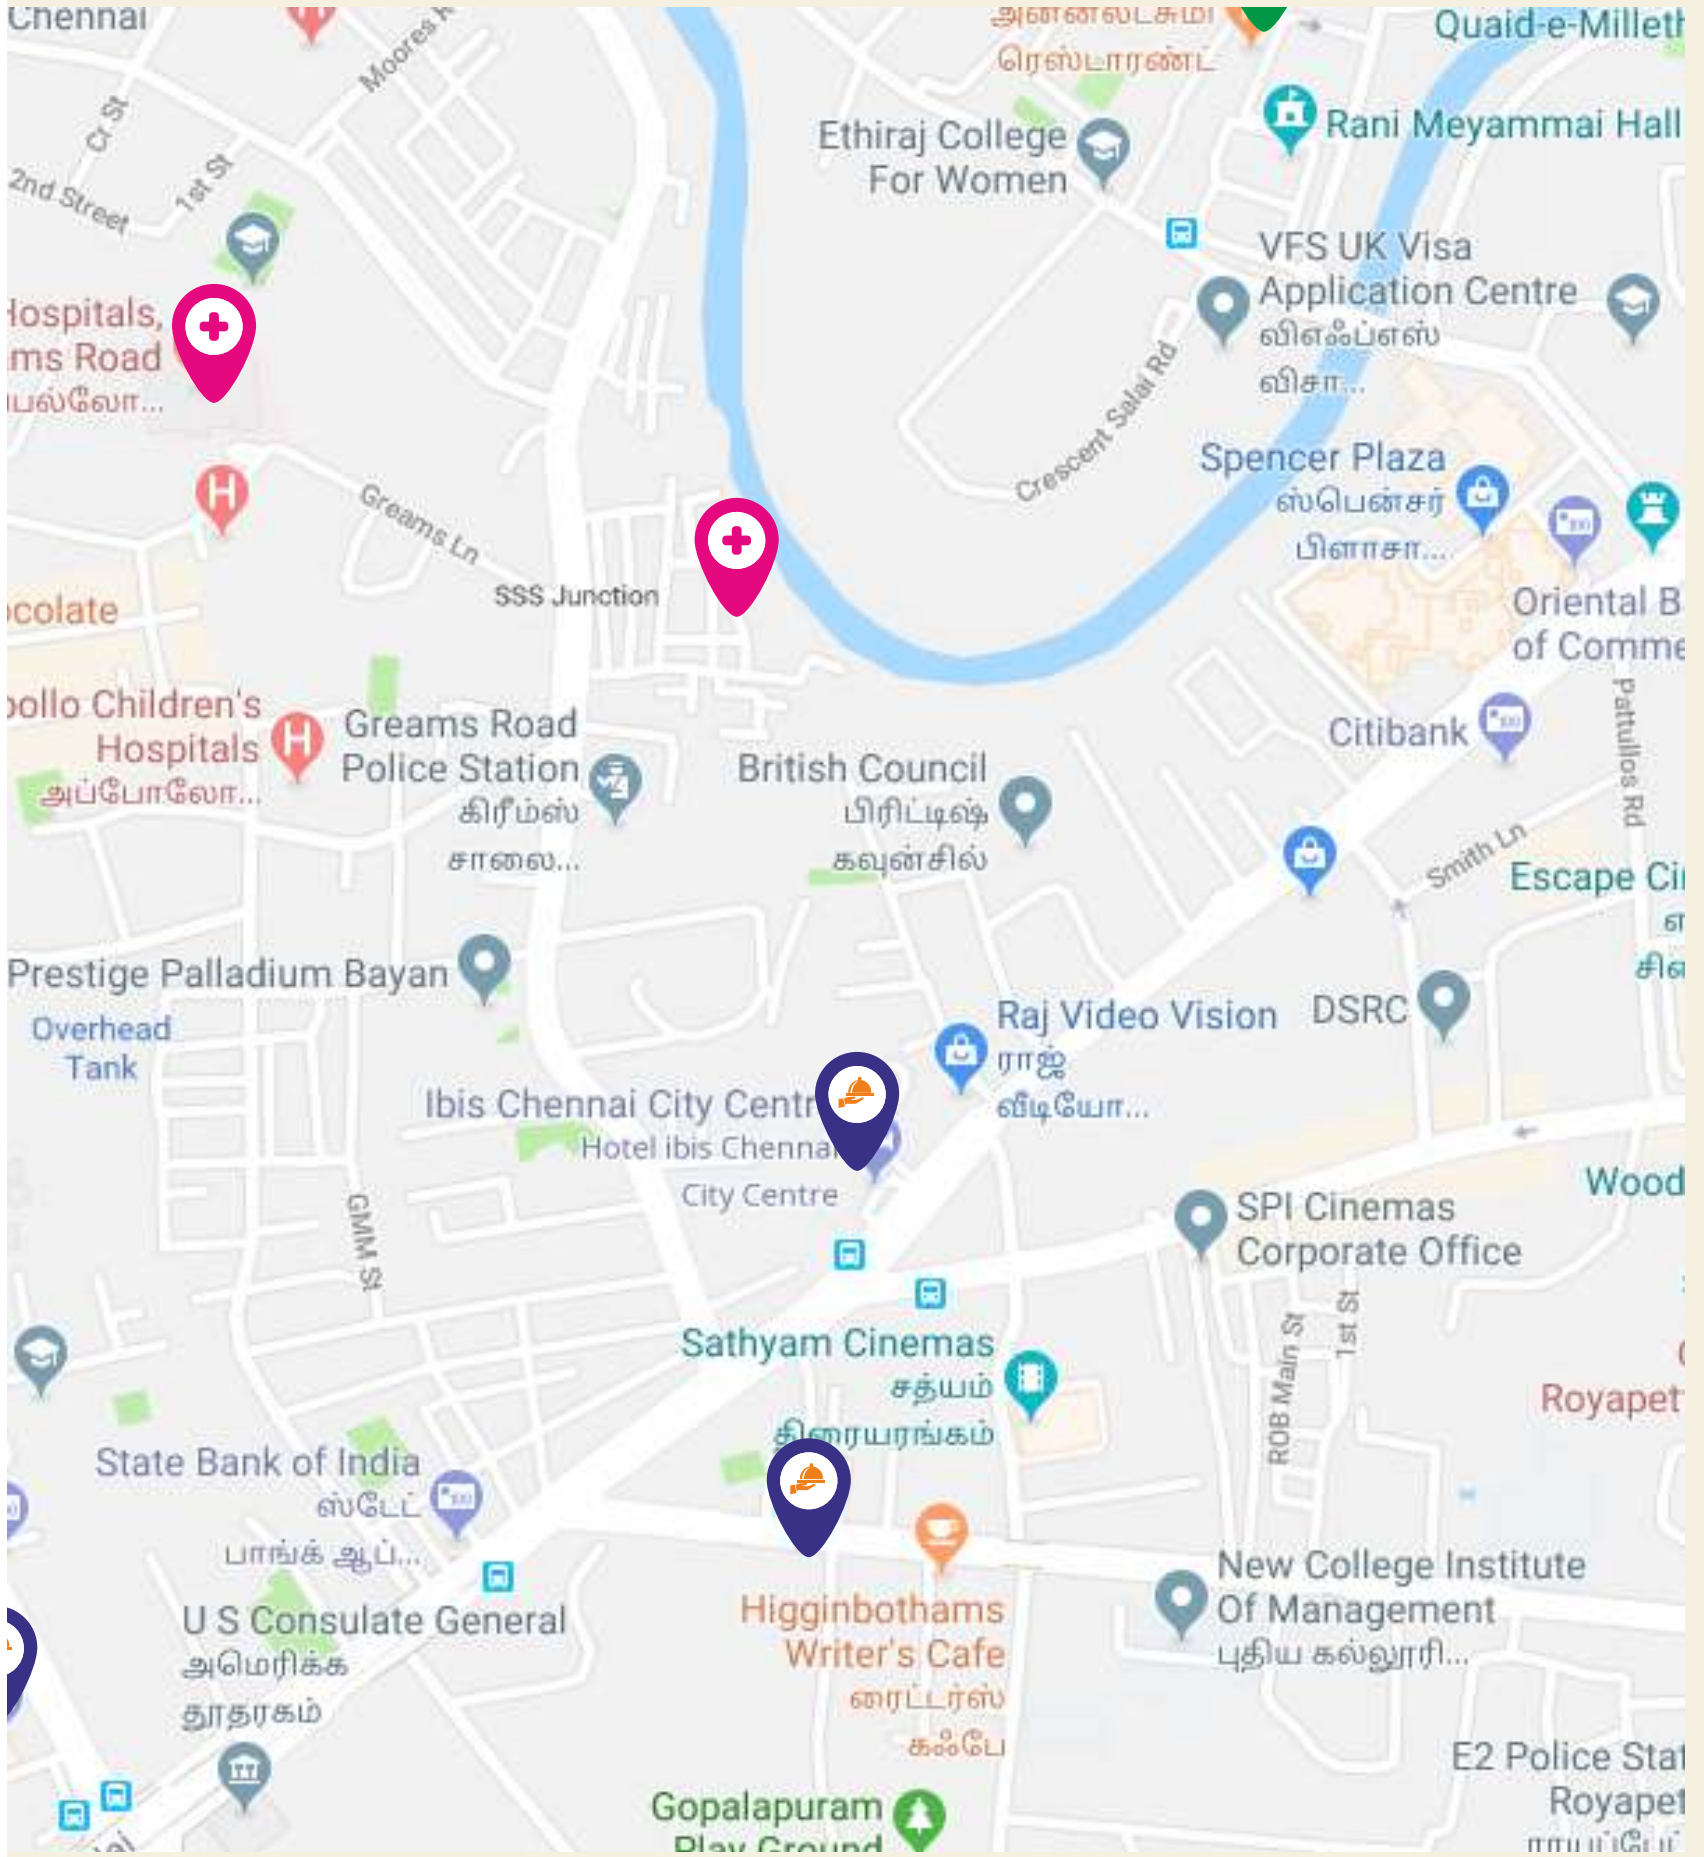 Chennai
Moores
ரெஸ்டாரண்ட்
Quaid-e-Milleth
Cr St
Ethiraj College
For Women
Rani Meyammai Hall
2nd Street
1st St
VFS UK Visa
Application Centre
விஎஃப்எஸ்
விசா...
Hospitals,
ms Road
Crescent Salai Rd
Spencer Plaza
ஸ்பென்சர்
பிளாசா...
Greams Ln
SSS Junction
ocolate
Oriental B
of Comme
pollo Children's
Hospitals
அப்போலோ...
Greams Road
Police Station
கிரீம்ஸ்
சாலை...
British Council
பிரிட்டிஷ்
கவுன்சில்
Citibank
Pattullos Rd
Smith Ln
Escape Ci
Prestige Palladium Bayan
Overhead
Tank
Raj Video Vision
ராஜ்
வீடியோ...
DSRC
Ibis Chennai City Centr
Hotel ibis Chennai
City Centre
GMM St
Wood
SPI Cinemas
Corporate Office
Sathyam Cinemas
சத்யம்
திரையரங்கம்
ROB Main St
1st St
Royapet
State Bank of India
ஸ்டேட்
பாங்க் ஆப்...
U S Consulate General
அமெரிக்க
தூதரகம்
Higginbothams
Writer's Cafe
ரைட்டர்ஸ்
கஃபே
New College Institute
Of Management
புதிய கல்லூரி...
E2 Police Stat
Royapet
Gopalapuram
Play Ground